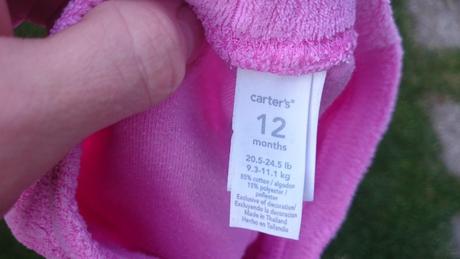 carter's®
12
months
20.5-24.5 lb
9.3-11.1 kg
85% cotton / algodon
15% polyester /
poliester
Exclusive of decoration/
Excluyendo la decoracion
Made in Thailand
Hecho en Tailandia